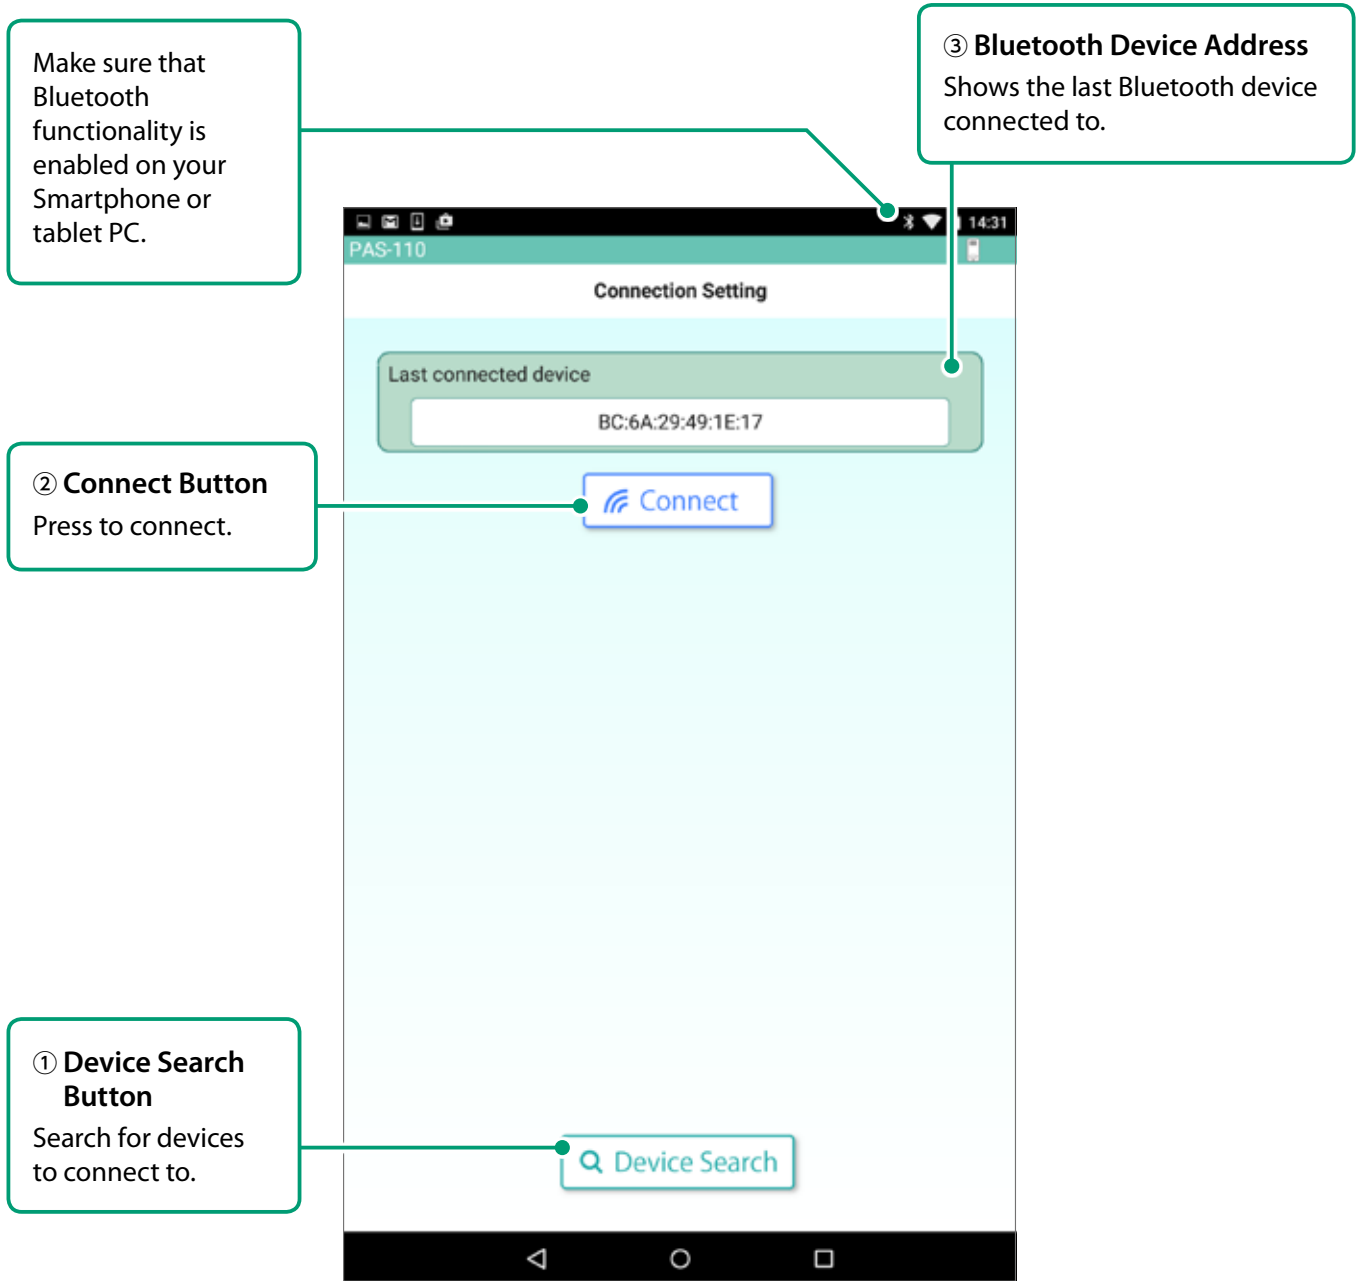 Make sure that
Bluetooth
functionality is
enabled on your
Smartphone or
tablet PC.
③ Bluetooth Device Address
Shows the last Bluetooth device
connected to.
14:31
PAS-110
Connection Setting
Last connected device
BC:6A:29:49:1E:17
② Connect Button
Press to connect.
Connect
① Device Search
Button
Search for devices
to connect to.
Device Search